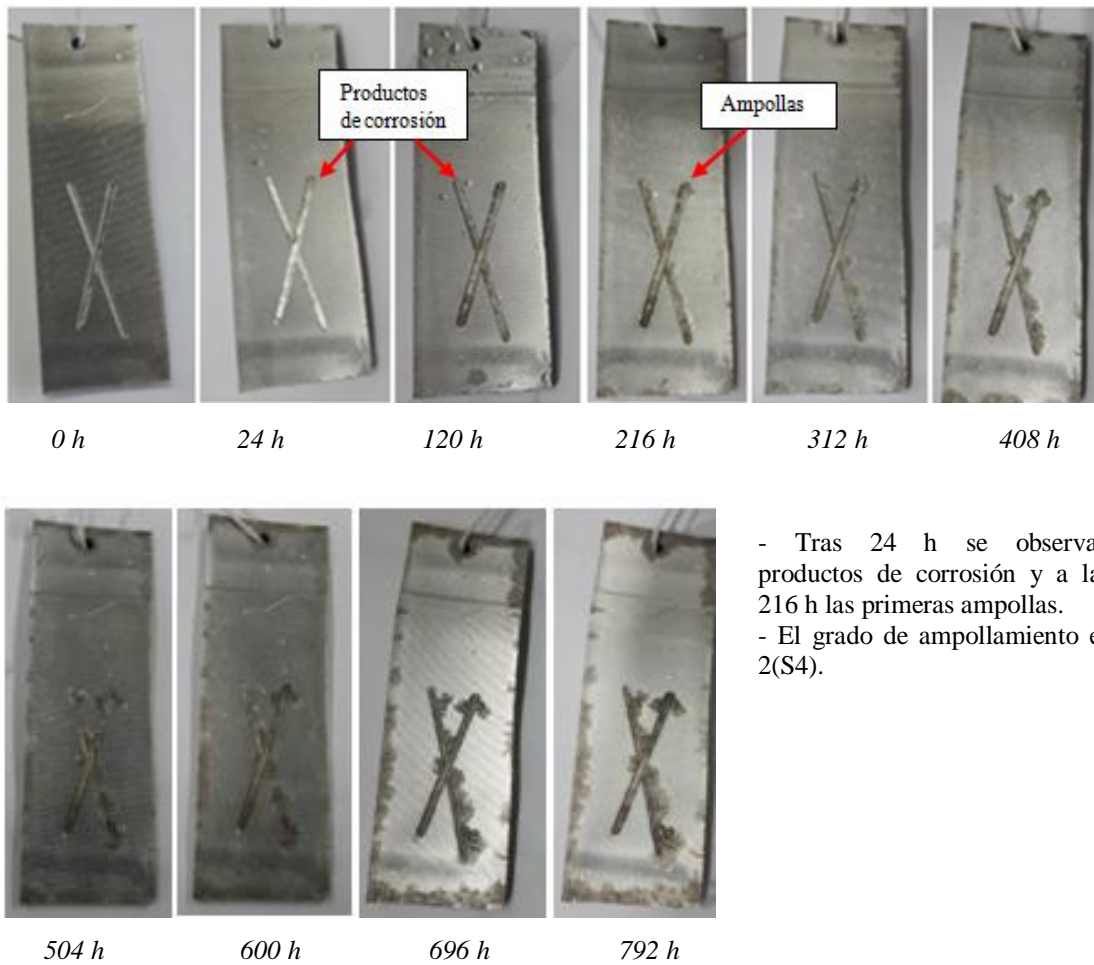 Productos
de corrosión
Ampollas
0 h 24 h 120 h 216 h 312 h 408 h
- Tras 24 h se observa
productos de corrosión y a la
216 h las primeras ampollas.
- El grado de ampollamiento e
2(S4).
504 h 600 h 696 h 792 h